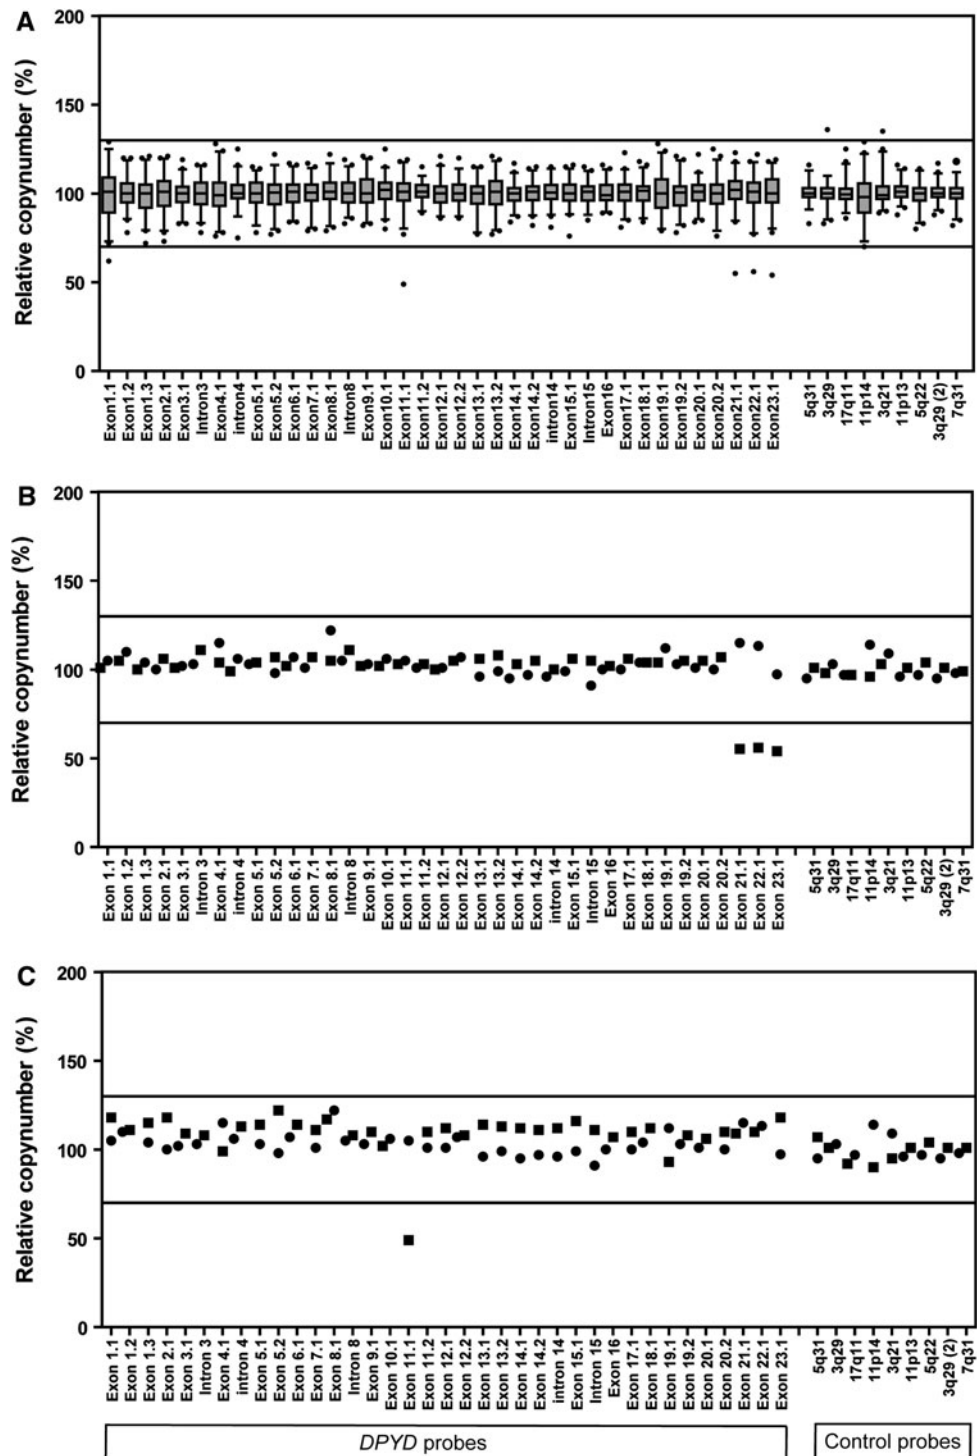 A
Relative copynumber (%)
200
150
100
50
0
Exon1.1
Exon1.2
Exon1.3
Exon2.1
Exon3.1
Intron3
Exon4.1
intron4
Exon5.1
Exon5.2
Exon6.1
Exon7.1
Exon8.1
Intron8
Exon9.1
Exon10.1
Exon11.1
Exon11.2
Exon12.1
Exon12.2
Exon13.1
Exon13.2
Exon14.1
Exon14.2
intron14
Exon15.1
Intron15
Exon16
Exon17.1
Exon18.1
Exon19.1
Exon19.2
Exon20.1
Exon20.2
Exon21.1
Exon22.1
Exon23.1
5q31
3q29
17q11
11p14
3q21
11p13
5q22
3q29 (2)
7q31
B
Relative copynumber (%)
200
150
100
50
0
Exon 1.1
Exon 1.2
Exon 1.3
Exon 2.1
Exon 3.1
Intron 3
Exon 4.1
intron 4
Exon 5.1
Exon 5.2
Exon 6.1
Exon 7.1
Exon 8.1
Intron 8
Exon 9.1
Exon 10.1
Exon 11.1
Exon 11.2
Exon 12.1
Exon 12.2
Exon 13.1
Exon 13.2
Exon 14.1
Exon 14.2
intron 14
Exon 15.1
Intron 15
Exon 16
Exon 17.1
Exon 18.1
Exon 19.1
Exon 19.2
Exon 20.1
Exon 20.2
Exon 21.1
Exon 22.1
Exon 23.1
5q31
3q29
17q11
11p14
3q21
11p13
5q22
3q29 (2)
7q31
C
Relative copynumber (%)
200
150
100
50
0
Exon 1.1
Exon 1.2
Exon 1.3
Exon 2.1
Exon 3.1
Intron 3
Exon 4.1
intron 4
Exon 5.1
Exon 5.2
Exon 6.1
Exon 7.1
Exon 8.1
Intron 8
Exon 9.1
Exon 10.1
Exon 11.1
Exon 11.2
Exon 12.1
Exon 12.2
Exon 13.1
Exon 13.2
Exon 14.1
Exon 14.2
intron 14
Exon 15.1
Intron 15
Exon 16
Exon 17.1
Exon 18.1
Exon 19.1
Exon 19.2
Exon 20.1
Exon 20.2
Exon 21.1
Exon 22.1
Exon 23.1
5q31
3q29
17q11
11p14
3q21
11p13
5q22
3q29 (2)
7q31
DPYD probes
Control probes